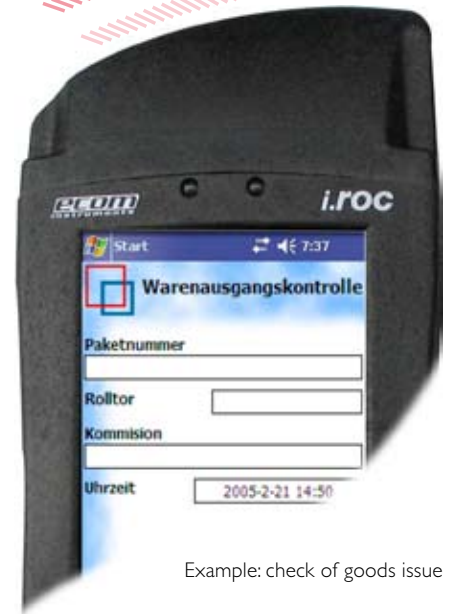 ecom
instruments
i.roc
Start 7:37
Warenausgangskontrolle
Paketnummer
Rolltor
Kommision
Uhrzeit 2005-2-21 14:50
Example: check of goods issue